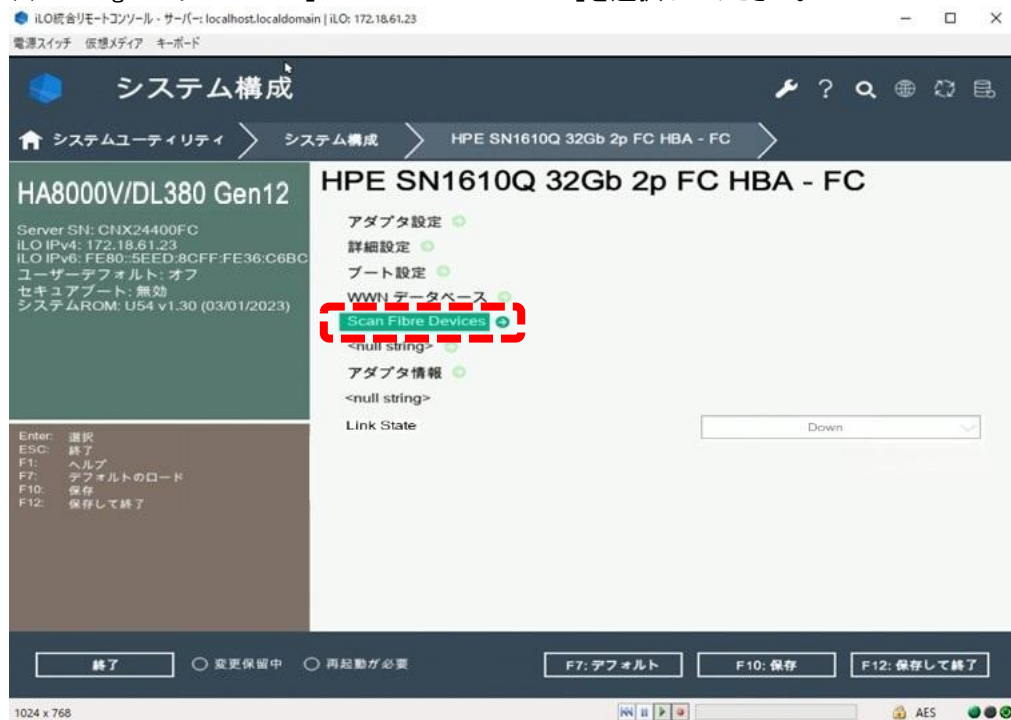 iLO統合リモートコンソール - サーバー: localhost.localdomain | iLO: 172.18.61.23
電源スイッチ 仮想メディア キーボード
システム構成
システムユーティリティ システム構成 HPE SN1610Q 32Gb 2p FC HBA - FC
HA8000V/DL380 Gen12
Server SN: CNX24400FC
iLO IPv4: 172.18.61.23
iLO IPv6: FE80::5EED:8CFF:FE36:C6BC
ユーザーデフォルト: オフ
セキュアブート: 無効
システムROM: U54 v1.30 (03/01/2023)
Enter: 選択
ESC: 終了
F1: ヘルプ
F7: デフォルトのロード
F10: 保存
F12: 保存して終了
HPE SN1610Q 32Gb 2p FC HBA - FC
アダプタ設定
詳細設定
ブート設定
WWN データベース
Scan Fibre Devices
<null string>
アダプタ情報
<null string>
Link State Down
終了 変更保留中 再起動が必要 F7: デフォルト F10: 保存 F12: 保存して終了
1024 x 768 AES